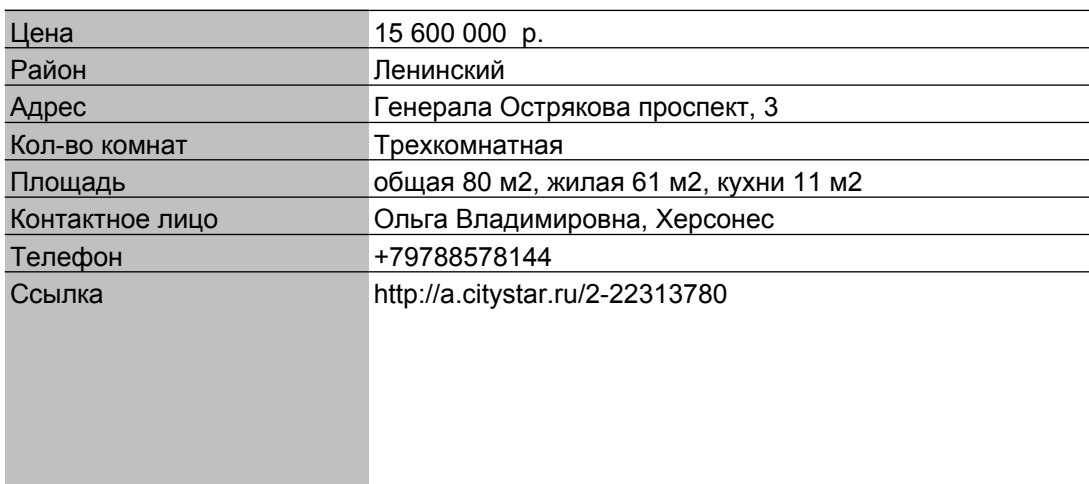 Цена 15 600 000 р.
Район Ленинский
Адрес Генерала Острякова проспект, 3
Кол-во комнат Трехкомнатная
Площадь общая 80 м2, жилая 61 м2, кухни 11 м2
Контактное лицо Ольга Владимировна, Херсонес
Телефон +79788578144
Ссылка http://a.citystar.ru/2-22313780